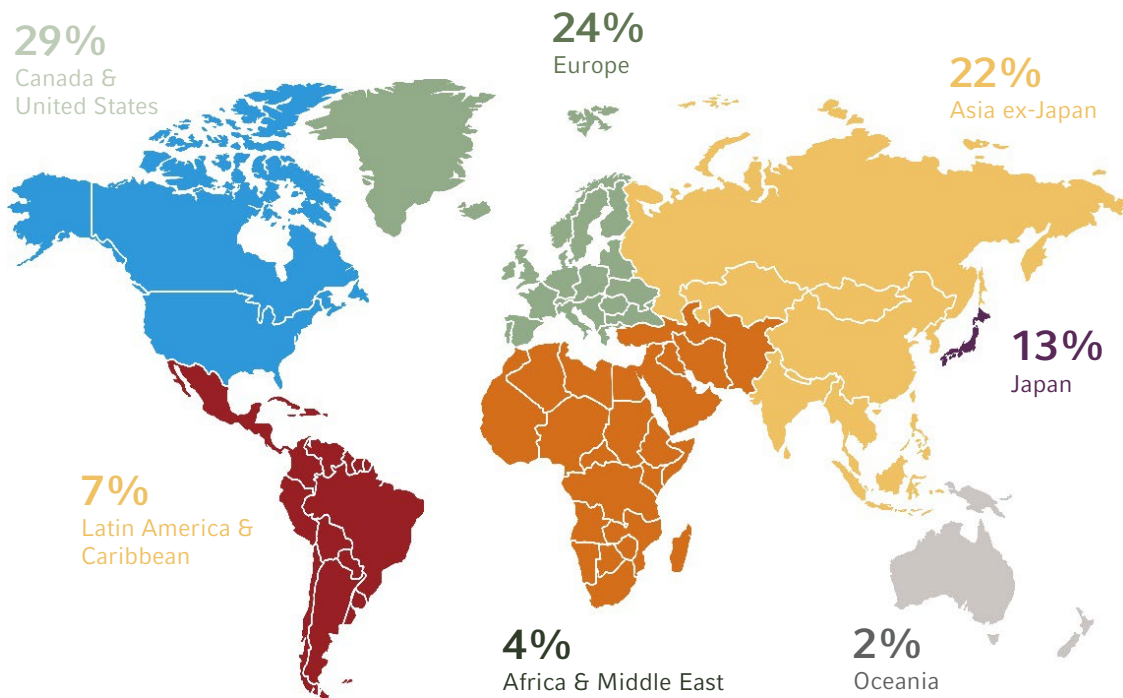 29%
Canada &
United States
24%
Europe
22%
Asia ex-Japan
13%
Japan
7%
Latin America &
Caribbean
4%
Africa & Middle East
2%
Oceania